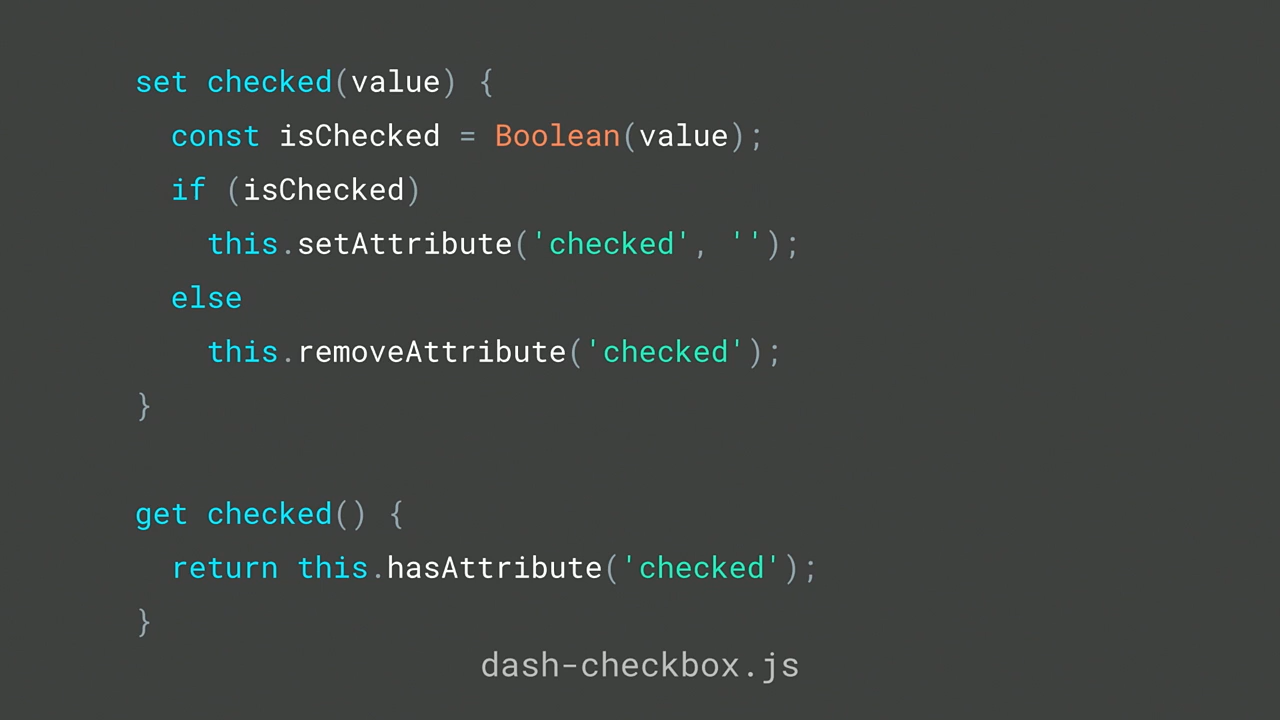 set checked(value) {
  const isChecked = Boolean(value);
  if (isChecked)
    this.setAttribute('checked', '');
  else
    this.removeAttribute('checked');
}

get checked() {
  return this.hasAttribute('checked');
}
dash-checkbox.js